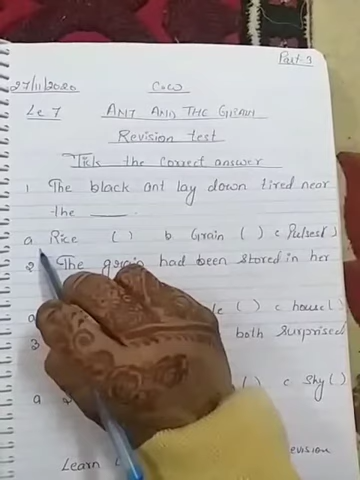 Part-3
27/11/2020 C.W
Le 7 ANT AND THE GRAIN
Revision test
Tick the correct answer
1 The black ant lay down tired near
the ____.
a Rice ( ) b Grain ( ) c Pulses ( )
2 The grain had been stored in her
a ( ) c house ( )
3 both surprised
a ( ) c Shy ( )
Learn evision